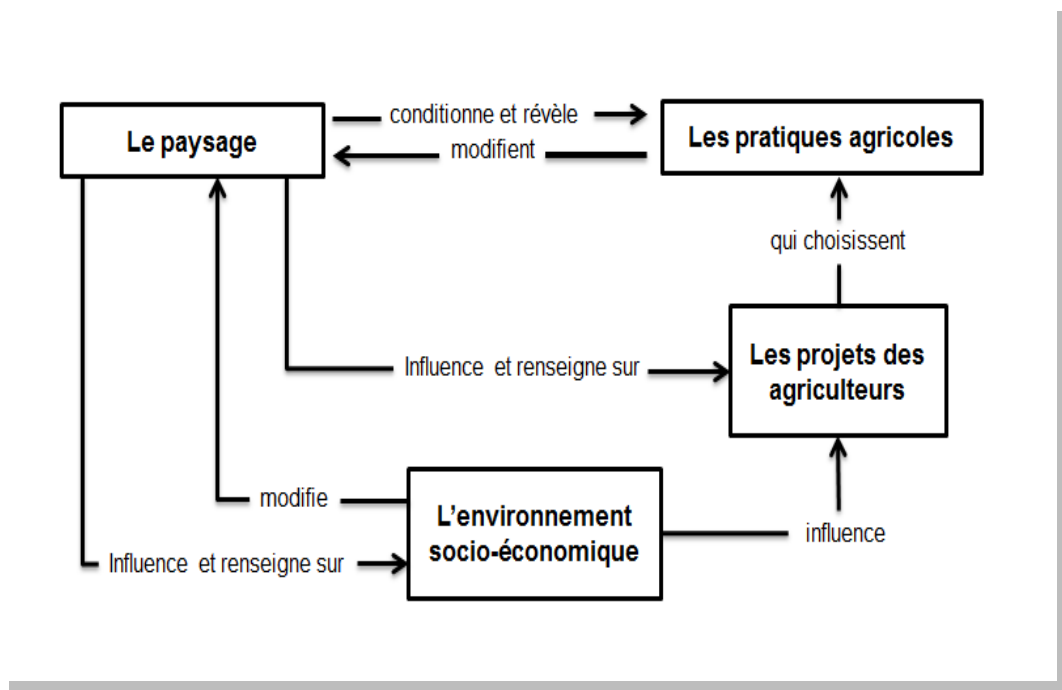 conditionne et révèle
Le paysage
Les pratiques agricoles
modifient
qui choisissent
Influence et renseigne sur
Les projets des
agriculteurs
modifie
L'environnement
socio-économique
influence
Influence et renseigne sur